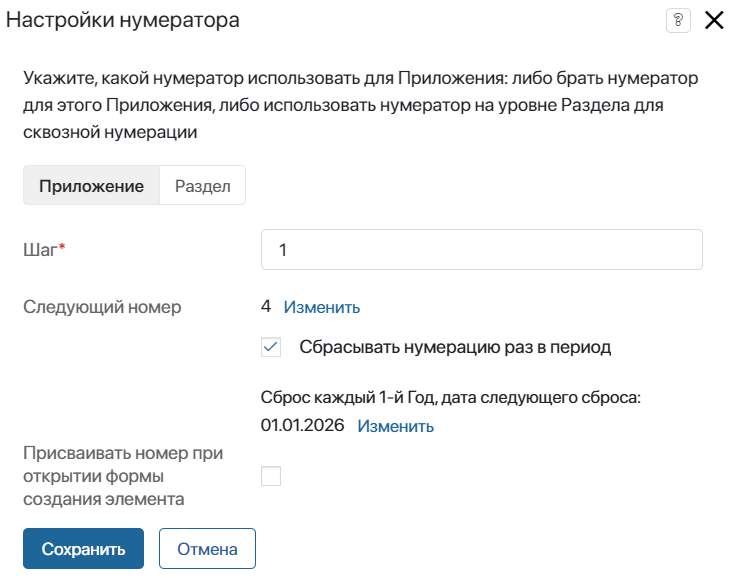 Настройки нумератора
?
Укажите, какой нумератор использовать для Приложения: либо брать нумератор
для этого Приложения, либо использовать нумератор на уровне Раздела для
сквозной нумерации
Приложение Раздел
Шаг* 1
Следующий номер 4 Изменить
Сбрасывать нумерацию раз в период
Сброс каждый 1-й Год, дата следующего сброса:
01.01.2026 Изменить
Присваивать номер при
открытии формы
создания элемента
Сохранить Отмена